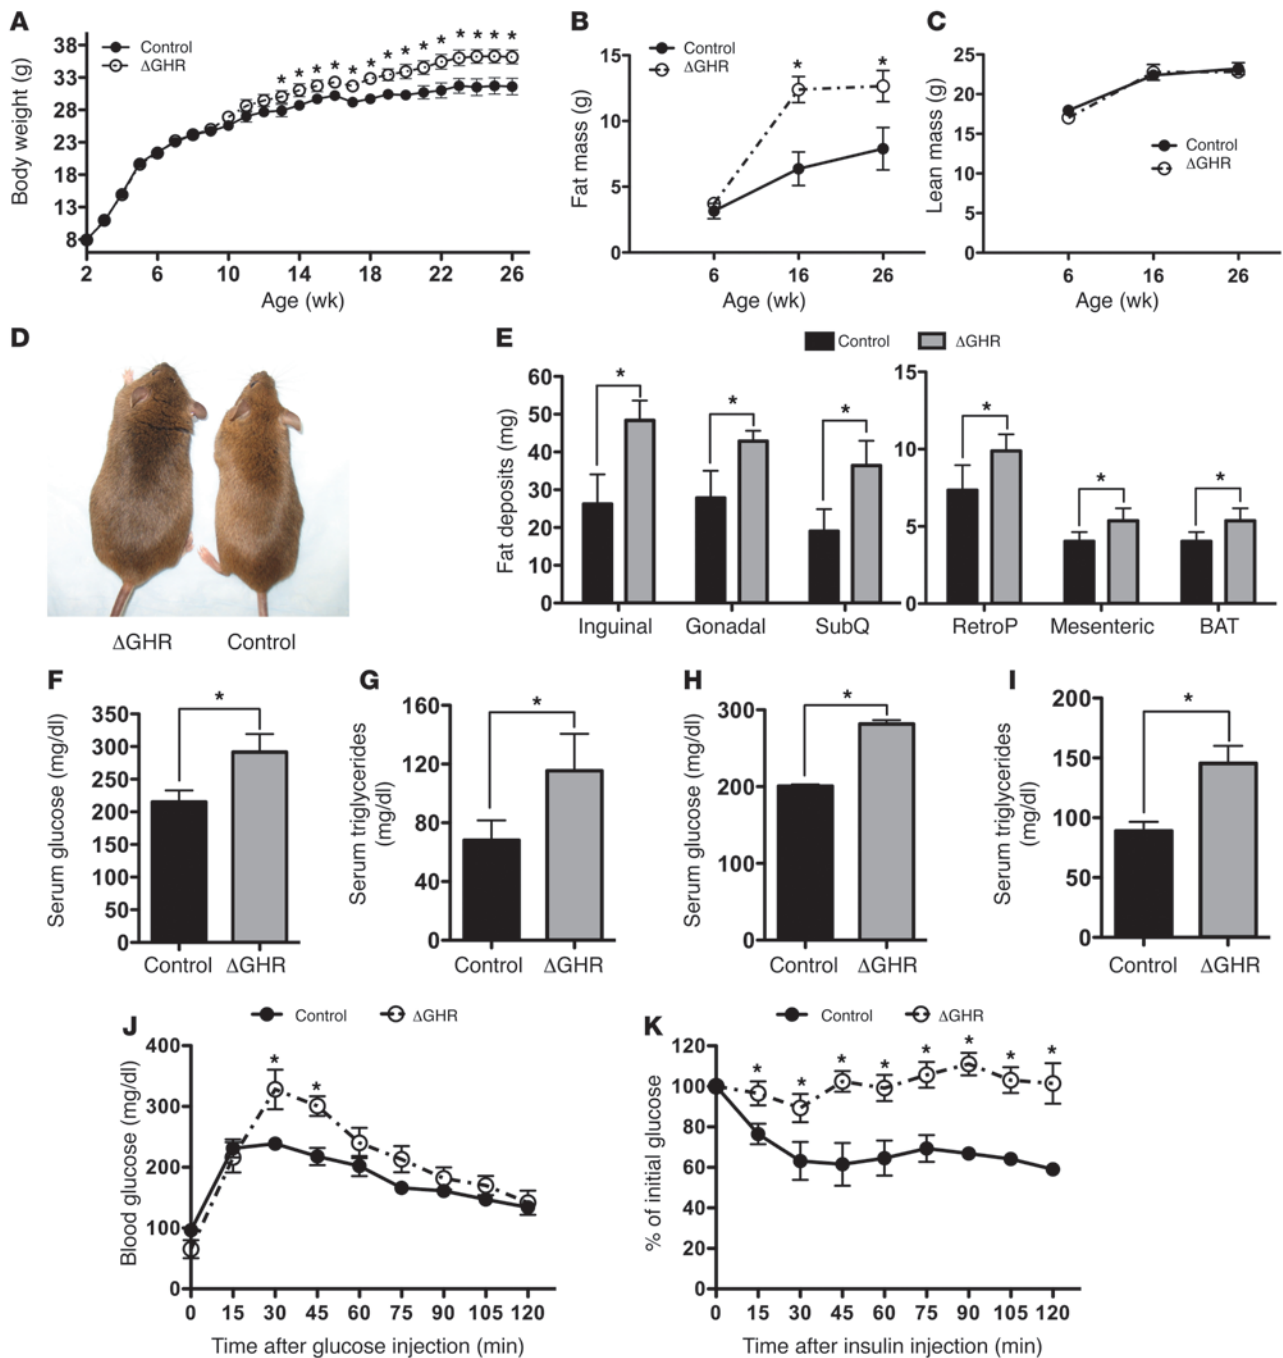 A
Body weight (g)
38
33
28
23
18
13
8
2 6 10 14 18 22 26
Age (wk)
Control
ΔGHR
* * * * * * * * * * * * * *
B
Fat mass (g)
15
10
5
0
6 16 26
Age (wk)
Control
ΔGHR
* *
C
Lean mass (g)
25
20
15
10
5
0
6 16 26
Age (wk)
Control
ΔGHR
D
ΔGHR Control
E
Control ΔGHR
Fat deposits (mg)
60
50
40
30
20
10
0
* * *
Inguinal Gonadal SubQ
15
10
5
0
* * *
RetroP Mesenteric BAT
F
Serum glucose (mg/dl)
350
300
250
200
150
100
50
0
*
Control ΔGHR
G
Serum triglycerides
(mg/dl)
160
120
80
40
0
*
Control ΔGHR
H
Serum glucose (mg/dl)
300
200
100
0
*
Control ΔGHR
I
Serum triglycerides
(mg/dl)
200
150
100
50
0
*
Control ΔGHR
J
Control ΔGHR
Blood glucose (mg/dl)
400
300
200
100
0
* *
0 15 30 45 60 75 90 105 120
Time after glucose injection (min)
K
Control ΔGHR
% of initial glucose
120
100
80
60
40
20
0
* * * * * * * *
0 15 30 45 60 75 90 105 120
Time after insulin injection (min)